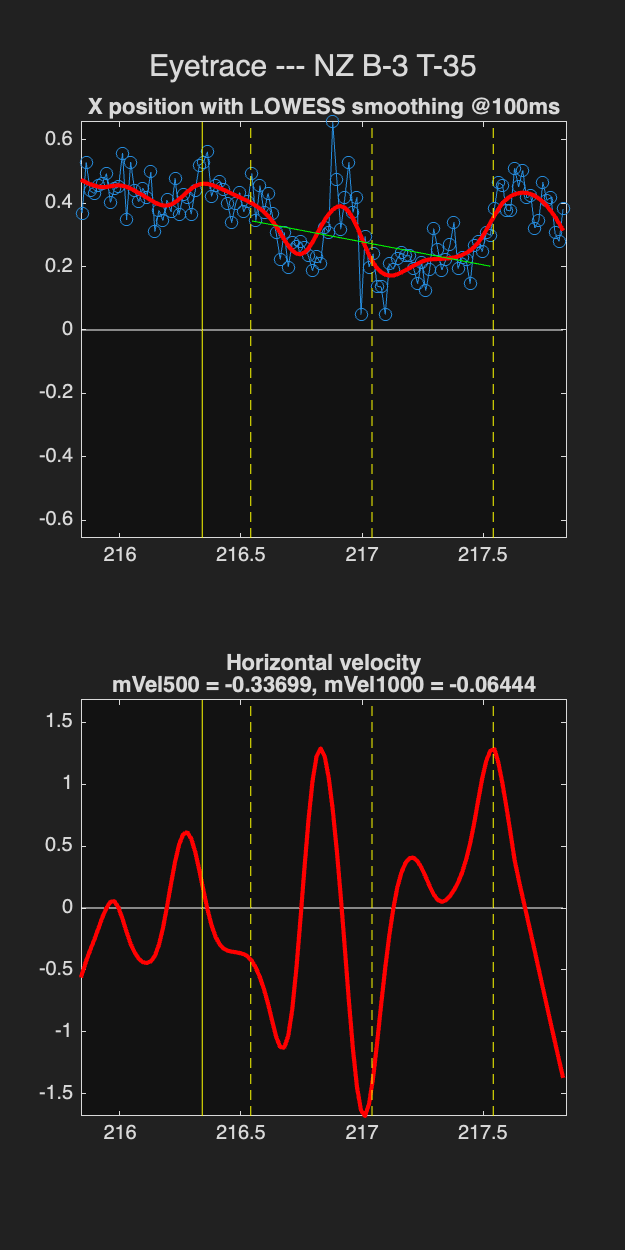 Eyetrace --- NZ B-3 T-35
X position with LOWESS smoothing @100ms
0.6
0.4
0.2
0
-0.2
-0.4
-0.6
216 216.5 217 217.5
Horizontal velocity
mVel500 = -0.33699, mVel1000 = -0.06444
1.5
1
0.5
0
-0.5
-1
-1.5
216 216.5 217 217.5